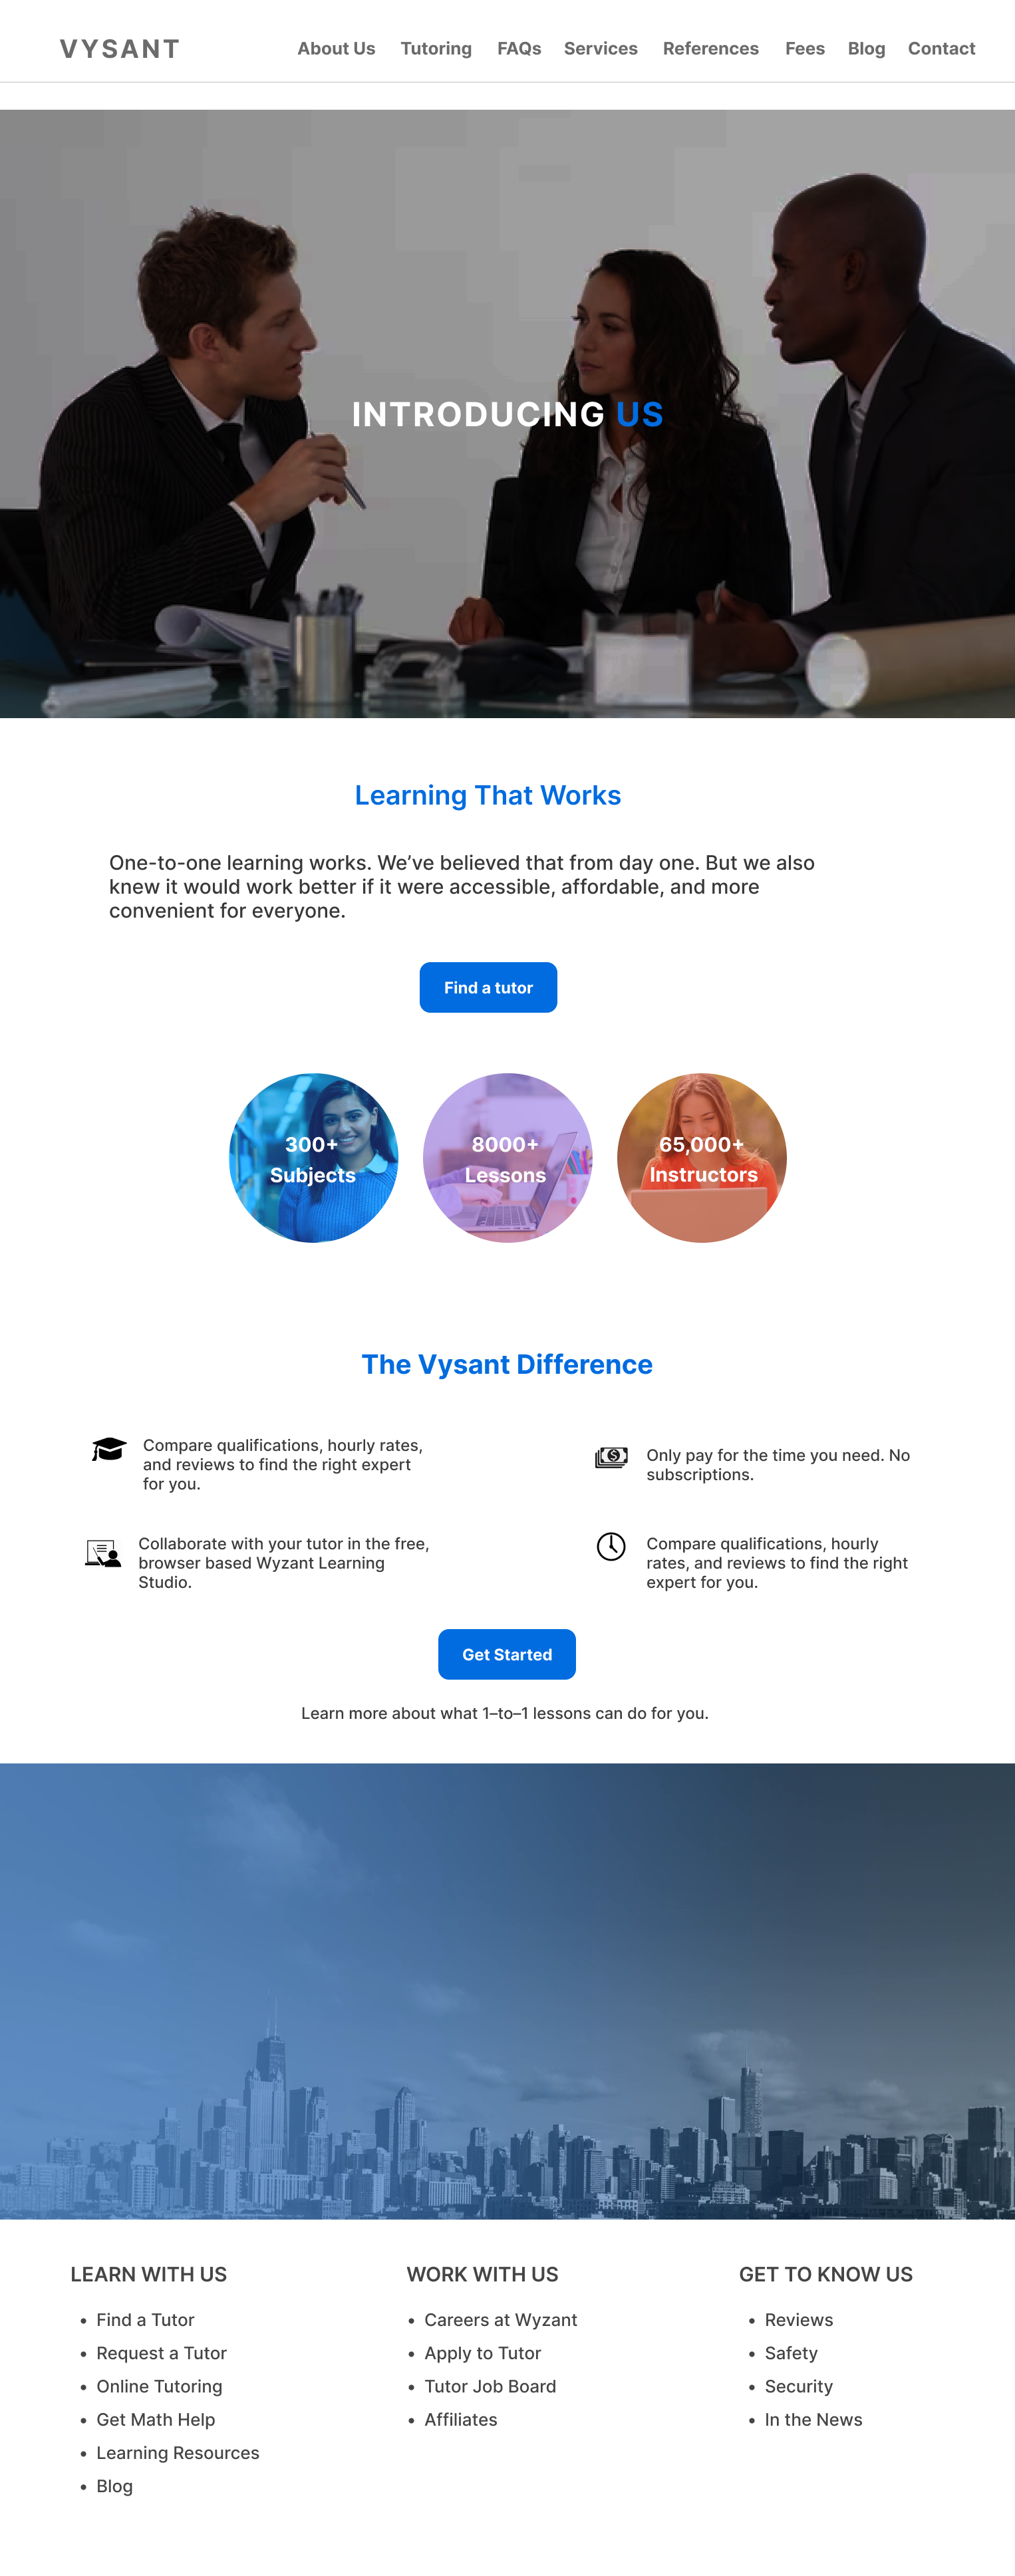 VYSANT
About Us Tutoring FAQs Services References Fees Blog Contact
INTRODUCING US
Learning That Works
One-to-one learning works. We’ve believed that from day one. But we also
knew it would work better if it were accessible, affordable, and more
convenient for everyone.
Find a tutor
300+
Subjects
8000+
Lessons
65,000+
Instructors
The Vysant Difference
Compare qualifications, hourly rates,
and reviews to find the right expert
for you.
Only pay for the time you need. No
subscriptions.
Collaborate with your tutor in the free,
browser based Wyzant Learning
Studio.
Compare qualifications, hourly
rates, and reviews to find the right
expert for you.
Get Started
Learn more about what 1–to–1 lessons can do for you.
LEARN WITH US
• Find a Tutor
• Request a Tutor
• Online Tutoring
• Get Math Help
• Learning Resources
• Blog
WORK WITH US
• Careers at Wyzant
• Apply to Tutor
• Tutor Job Board
• Affiliates
GET TO KNOW US
• Reviews
• Safety
• Security
• In the News